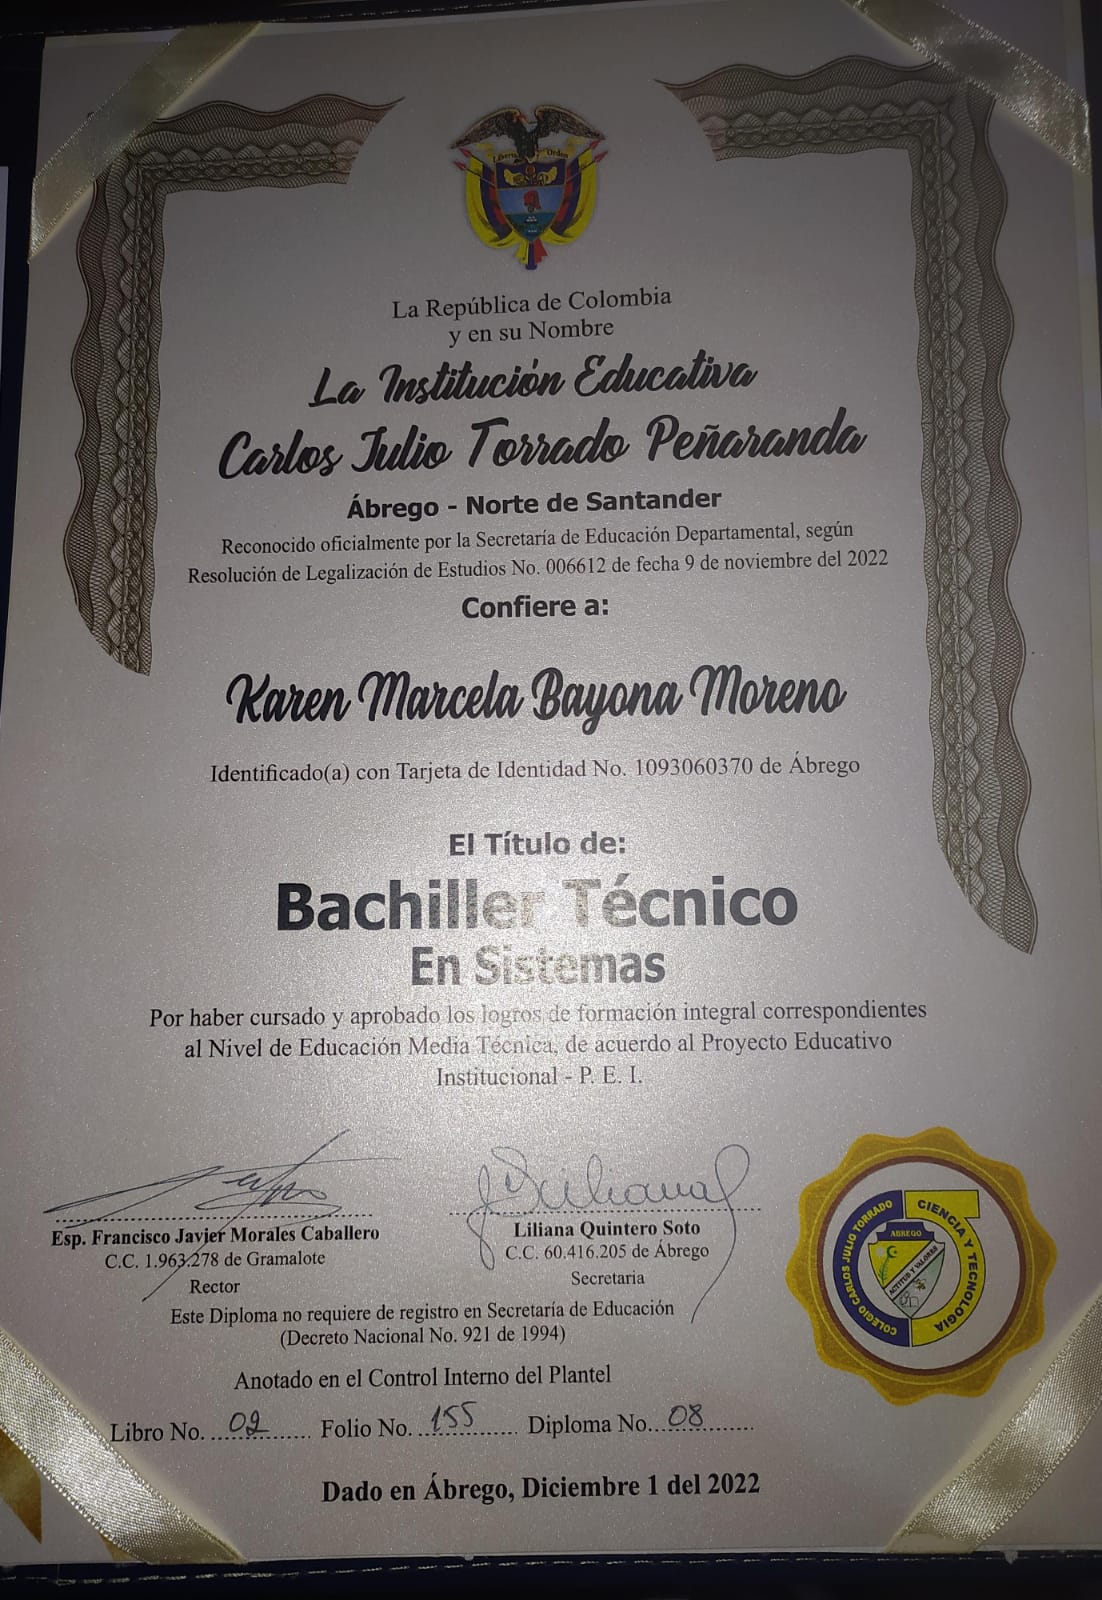 Libertad y Orden
La República de Colombia
y en su Nombre
La Institución Educativa
Carlos Julio Torrado Peñaranda
Ábrego - Norte de Santander
Reconocido oficialmente por la Secretaría de Educación Departamental, según
Resolución de Legalización de Estudios No. 006612 de fecha 9 de noviembre del 2022
Confiere a:
Karen Marcela Bayona Moreno
Identificado(a) con Tarjeta de Identidad No. 1093060370 de Ábrego
El Título de:
Bachiller Técnico
En Sistemas
Por haber cursado y aprobado los logros de formación integral correspondientes
al Nivel de Educación Media Técnica, de acuerdo al Proyecto Educativo
Institucional - P. E. I.
Esp. Francisco Javier Morales Caballero
C.C. 1.963.278 de Gramalote
Rector
Liliana Quintero Soto
C.C. 60.416.205 de Ábrego
Secretaria
COLEGIO CARLOS JULIO TORRADO
CIENCIA Y TECNOLOGIA
ABREGO
ACTITUD Y VALORES
Este Diploma no requiere de registro en Secretaría de Educación
(Decreto Nacional No. 921 de 1994)
Anotado en el Control Interno del Plantel
Libro No. 02 Folio No. 155 Diploma No. 08
Dado en Ábrego, Diciembre 1 del 2022